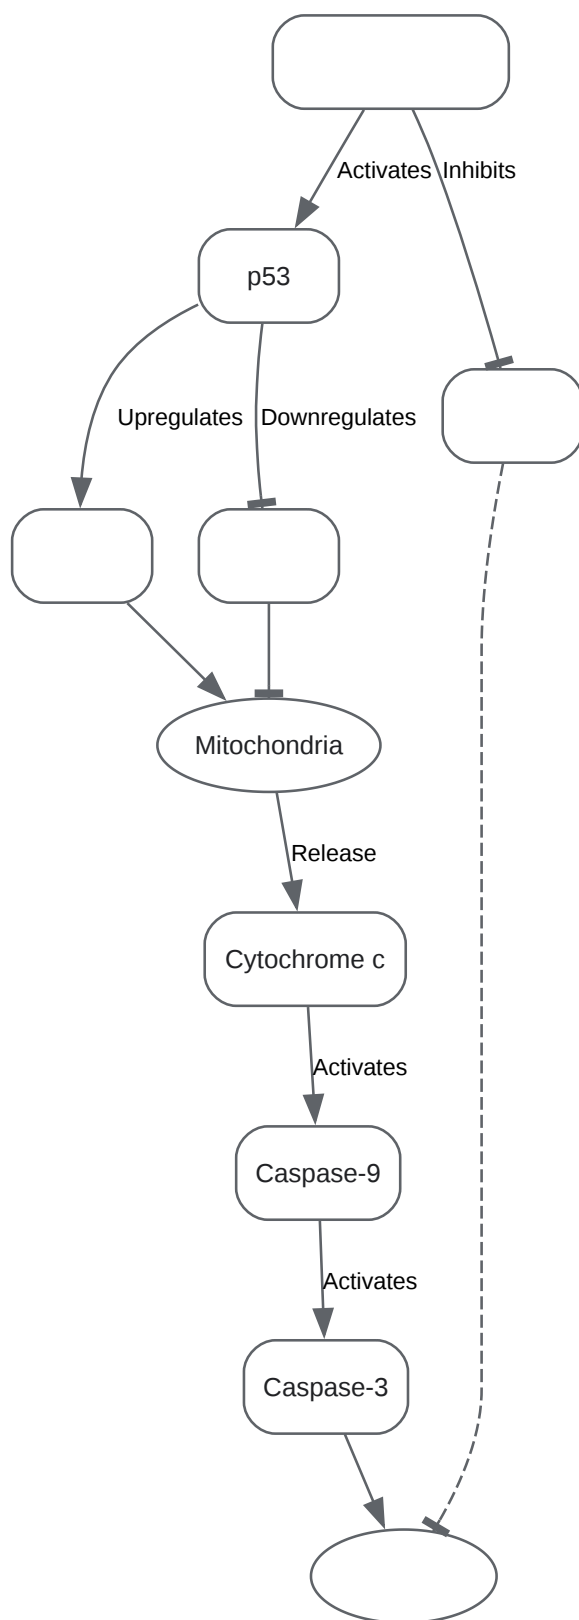 Activates
Inhibits
p53
Upregulates
Downregulates
Mitochondria
Release
Cytochrome c
Activates
Caspase-9
Activates
Caspase-3